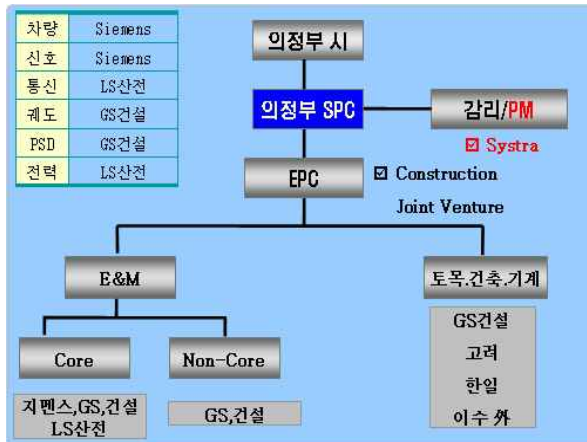 차량 Siemens
신호 Siemens
통신 LS산전
궤도 GS건설
PSD GS건설
전력 LS산전
의정부 시
의정부 SPC
감리/PM
☑ Systra
EPC
☑ Construction
Joint Venture
E&M
토목.건축.기계
Core
Non-Core
지멘스,GS,건설
LS산전
GS,건설
GS건설
고려
한일
이수 外